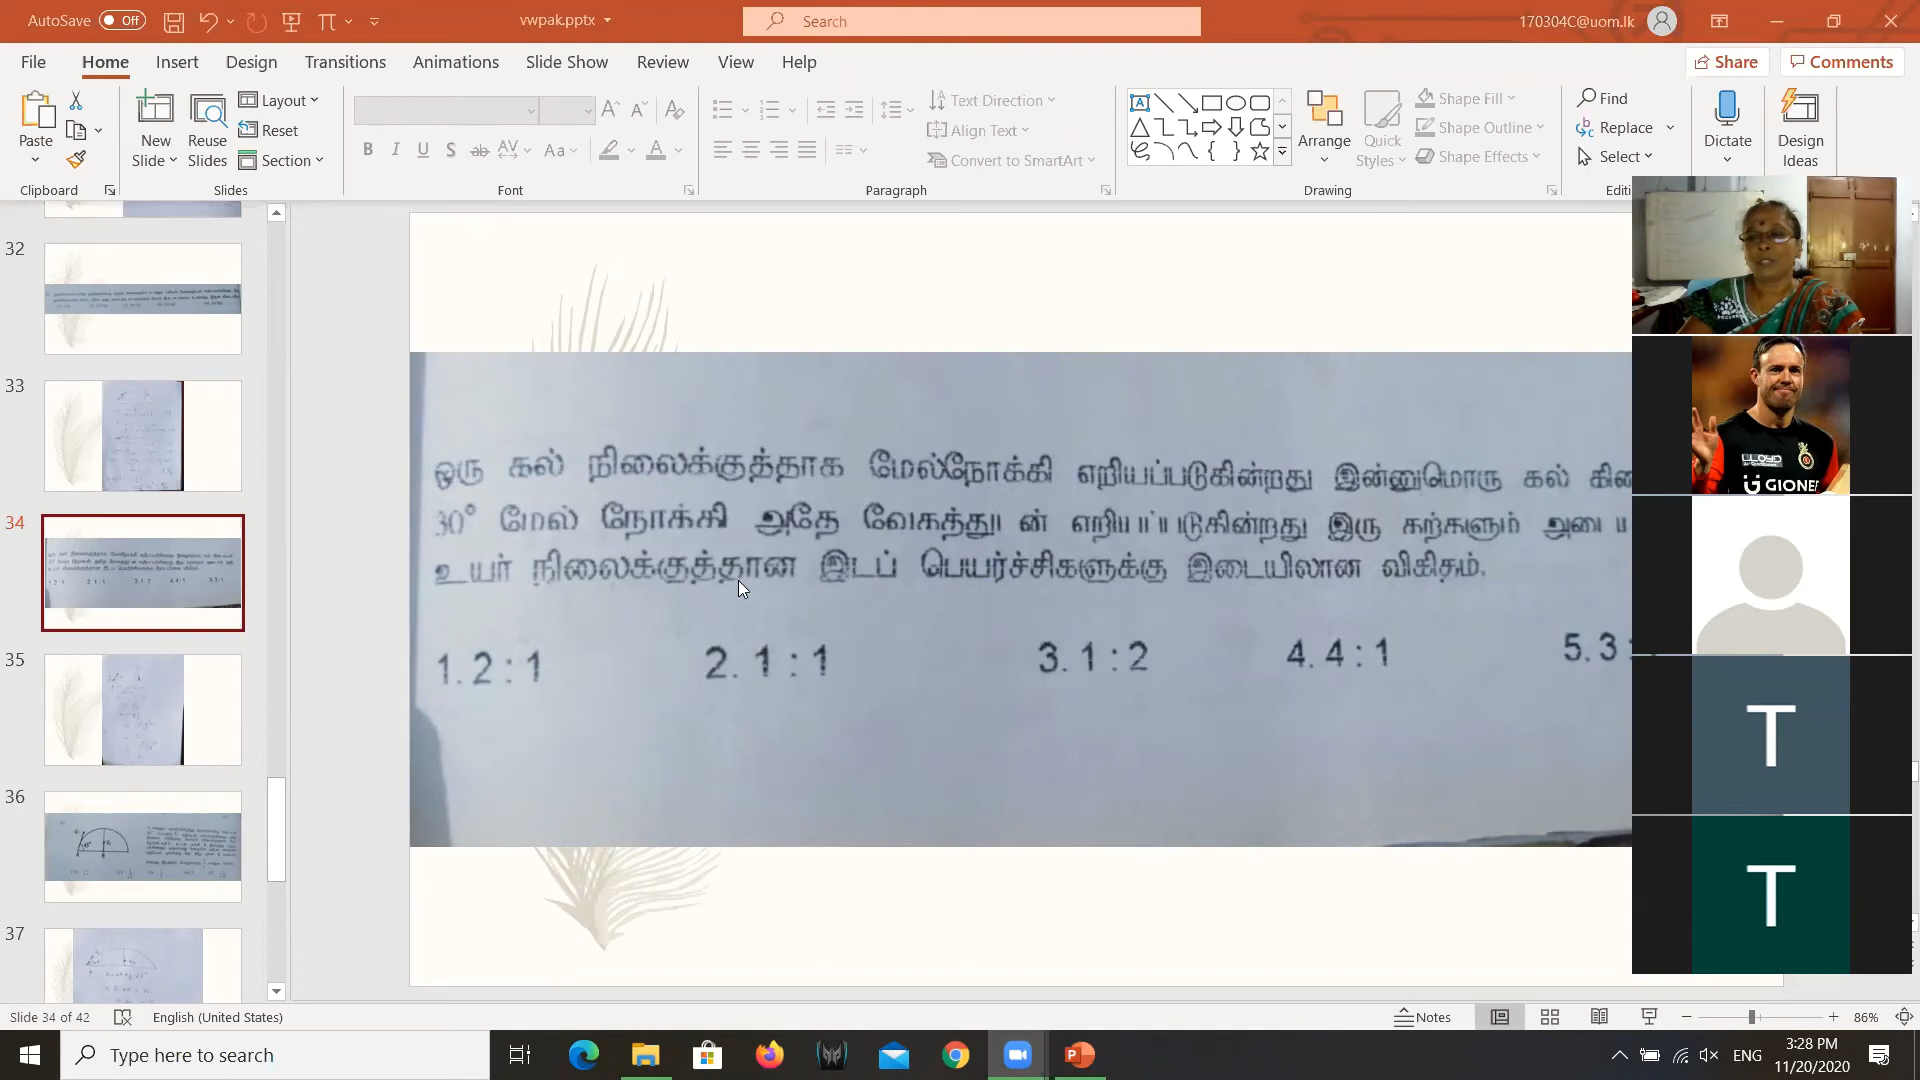 AutoSave Off vwpak.pptx Search 170304C@uom.lk
File Home Insert Design Transitions Animations Slide Show Review View Help Share Comments
Paste New Slide Reuse Slides Layout Reset Section
B I U S ab AV Aa A
Text Direction Align Text Convert to SmartArt
Arrange Quick Styles Shape Fill Shape Outline Shape Effects
Find Replace Select Dictate Design Ideas
Clipboard Slides Font Paragraph Drawing Editi
32
33
34
35
36
37
ஒரு கல் நிலைக்குத்தாக மேல்நோக்கி எறியப்படுகின்றது இன்னுமொரு கல்
30° மேல் நோக்கி அதே வேகத்துடன் எறியப்படுகின்றது இரு கற்களும்
உயர் நிலைக்குத்தான இடப் பெயர்ச்சிகளுக்கு இடையிலான விகிதம்.
1. 2 : 1 2. 1 : 1 3. 1 : 2 4. 4 : 1 5. 3 :
LLOYD
GIONEE
T
T
Slide 34 of 42 English (United States) Notes 86%
Type here to search ENG 3:28 PM
11/20/2020